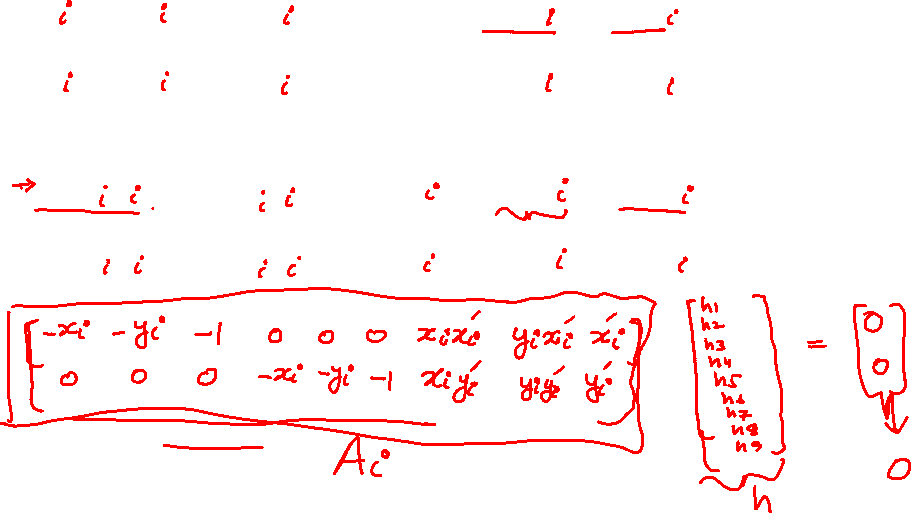 i i i i i
i i i i i
→ i i i i i i i
i i i i i i i
-xi -yi -1 0 0 0 xixi′ yixi′ xi′
0 0 0 -xi -yi -1 xiyi′ yiyi′ yi′
h1
h2
h3
h4
h5
h6
h7
h8
h9
=
0
0
Ai
h
0